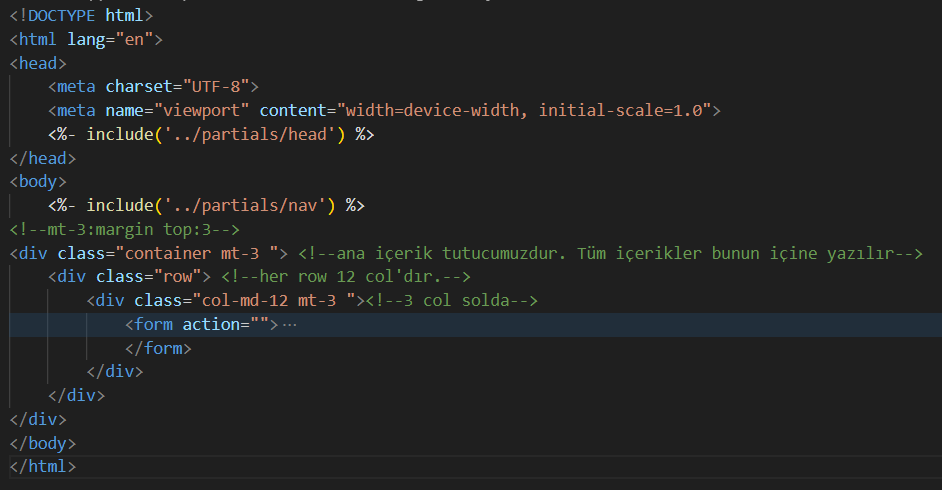 <!DOCTYPE html>
<html lang="en">
<head>
    <meta charset="UTF-8">
    <meta name="viewport" content="width=device-width, initial-scale=1.0">
    <%- include('../partials/head') %>
</head>
<body>
    <%- include('../partials/nav') %>
<!--mt-3:margin top:3-->
<div class="container mt-3 "> <!--ana içerik tutucumuzdur. Tüm içerikler bunun içine yazılır-->
    <div class="row"> <!--her row 12 col'dır.-->
        <div class="col-md-12 mt-3 "><!--3 col solda-->
            <form action="">…
            </form>
        </div>
    </div>
</div>
</body>
</html>